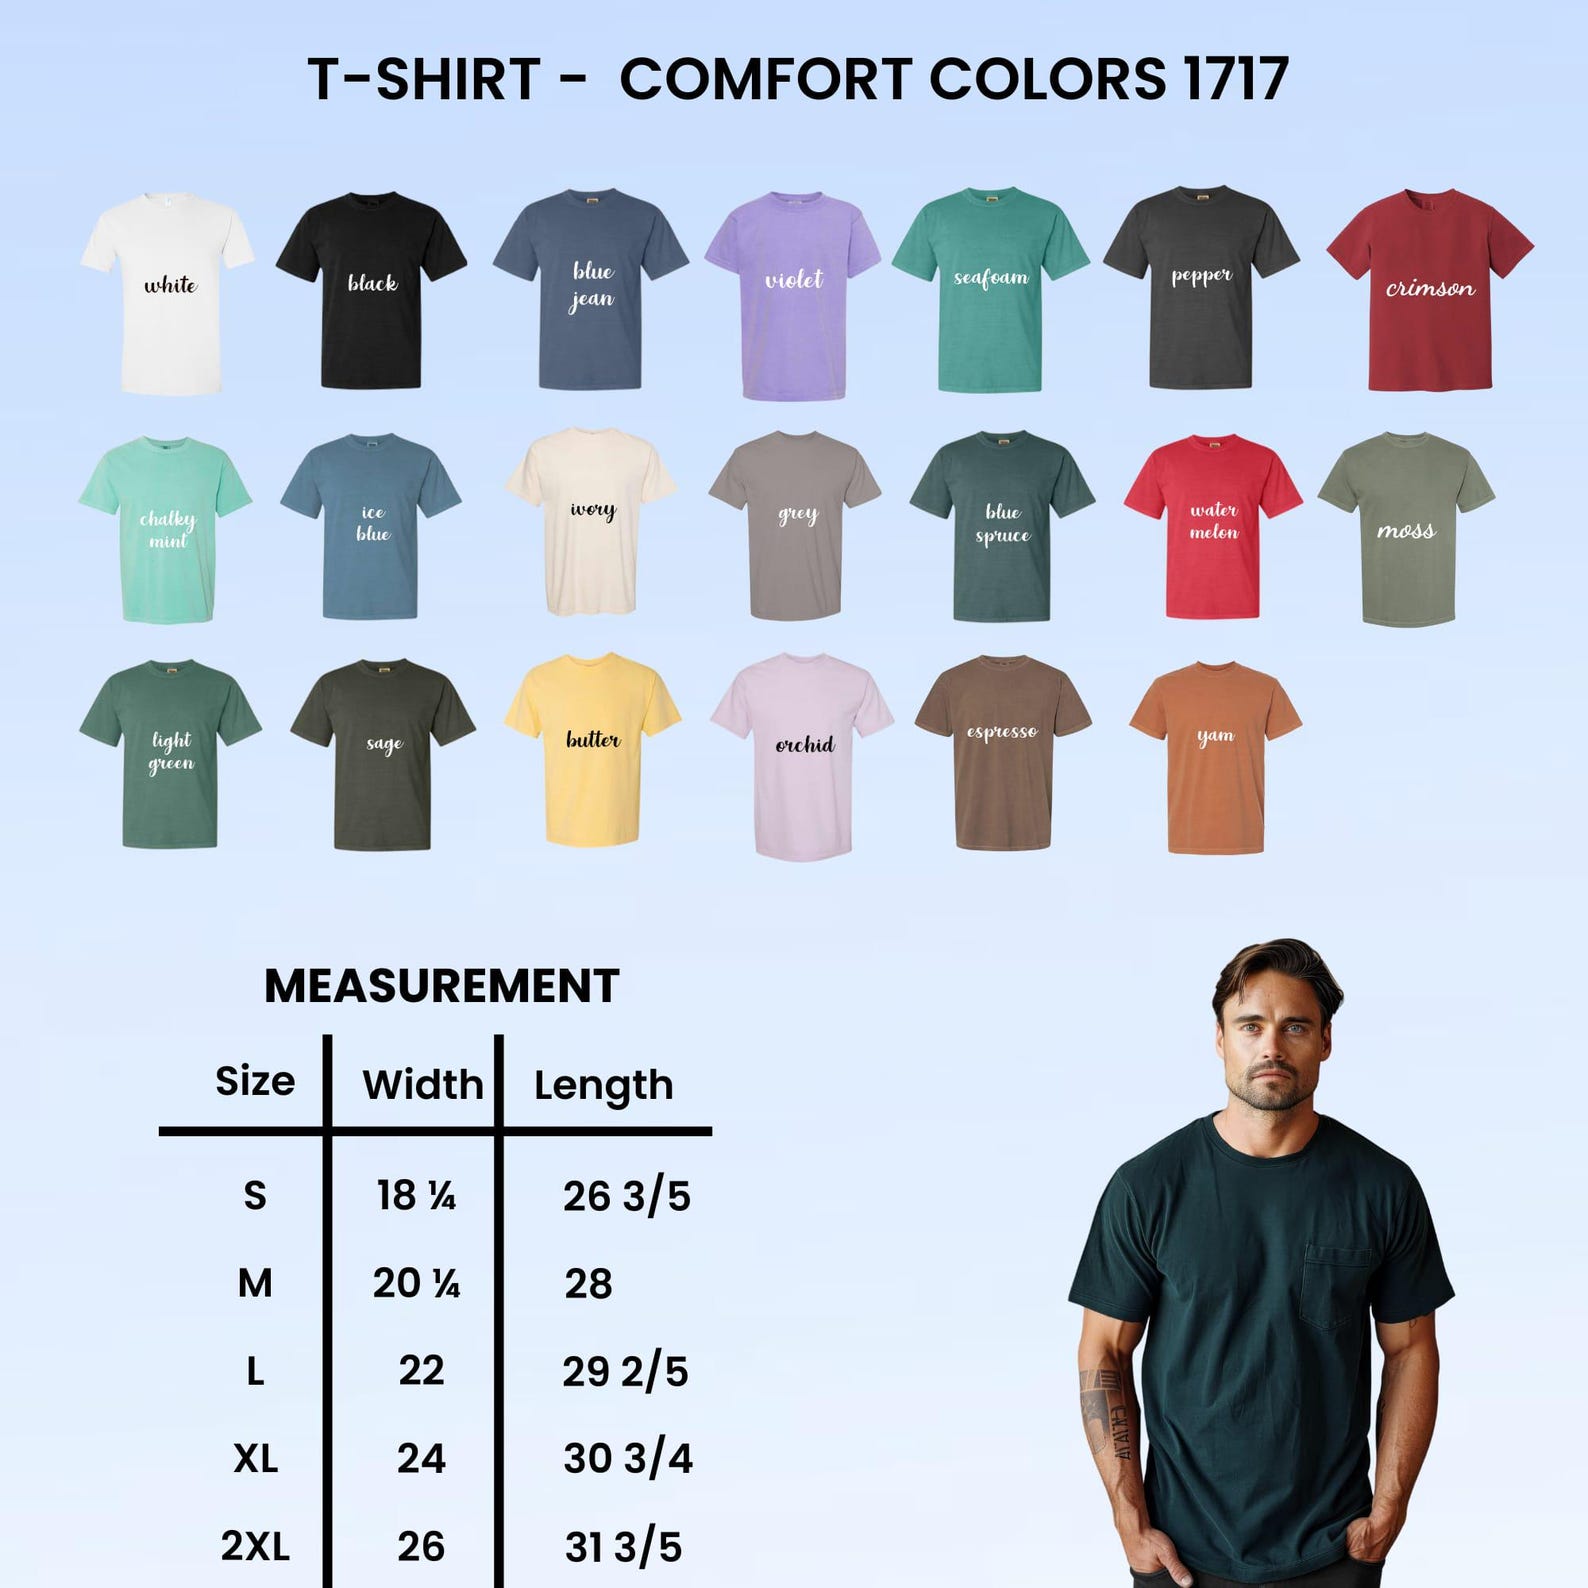 T-SHIRT - COMFORT COLORS 1717
white
black
blue
jean
violet
seafoam
pepper
crimson
chalky
mint
ice
blue
ivory
grey
blue
spruce
water
melon
moss
light
green
sage
butter
orchid
espresso
yam
MEASUREMENT
Size Width Length
S 18 ¼ 26 3/5
M 20 ¼ 28
L 22 29 2/5
XL 24 30 3/4
2XL 26 31 3/5